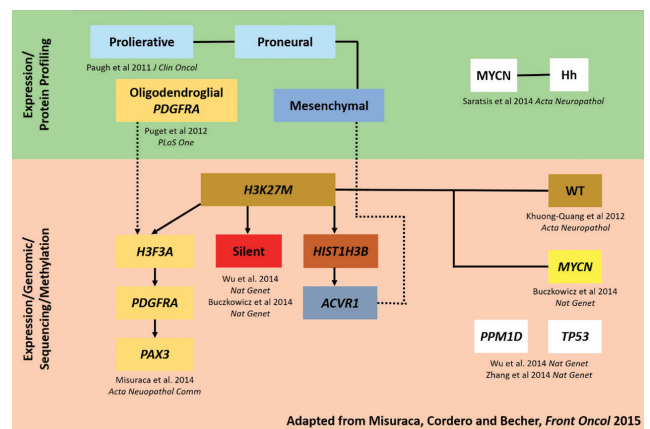 Expression/
Protein Profiling
Prolierative
Proneural
Paugh et al 2011 J Clin Oncol
Oligodendroglial
PDGFRA
Puget et al 2012
PLoS One
Mesenchymal
MYCN
Hh
Saratsis et al 2014 Acta Neuropathol
Expression/Genomic/
Sequencing/Methylation
H3K27M
WT
Khuong-Quang et al 2012
Acta Neuropathol
H3F3A
Silent
HIST1H3B
Wu et al. 2014
Nat Genet
Buczkowicz et al 2014
Nat Genet
MYCN
Buczkowicz et al 2014
Nat Genet
PDGFRA
ACVR1
PAX3
Misuraca et al. 2014
Acta Neuopathol Comm
PPM1D
TP53
Wu et al. 2014 Nat Genet
Zhang et al 2014 Nat Genet
Adapted from Misuraca, Cordero and Becher, Front Oncol 2015